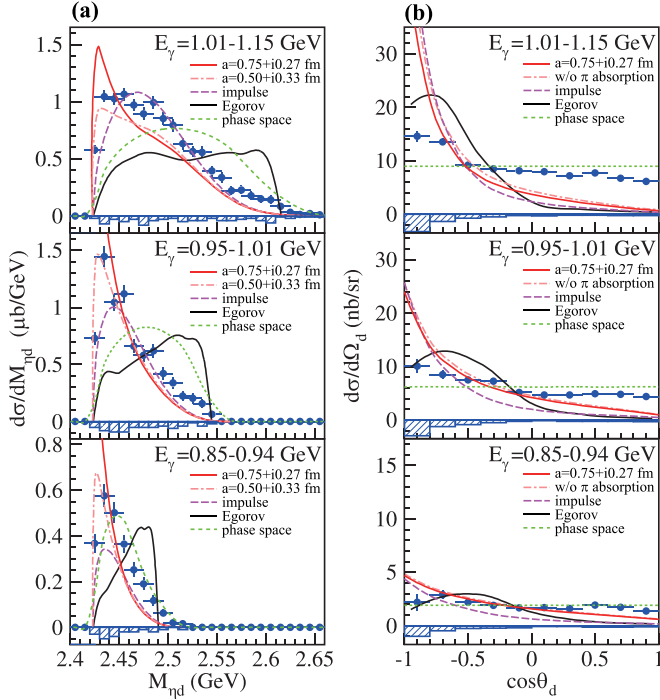 (a)
(b)
E_γ=1.01-1.15 GeV
a=0.75+i0.27 fm
a=0.50+i0.33 fm
impulse
Egorov
phase space
1.5
1
0.5
0
E_γ=0.95-1.01 GeV
a=0.75+i0.27 fm
a=0.50+i0.33 fm
impulse
Egorov
phase space
1.5
1
0.5
0
E_γ=0.85-0.94 GeV
a=0.75+i0.27 fm
a=0.50+i0.33 fm
impulse
Egorov
phase space
0.8
0.6
0.4
0.2
0
2.40 2.45 2.50 2.55 2.60 2.65
M_ηd (GeV)
dσ/dM_ηd (μb/GeV)
E_γ=1.01-1.15 GeV
a=0.75+i0.27 fm
w/o π absorption
impulse
Egorov
phase space
30
20
10
0
E_γ=0.95-1.01 GeV
a=0.75+i0.27 fm
w/o π absorption
impulse
Egorov
phase space
30
20
10
0
E_γ=0.85-0.94 GeV
a=0.75+i0.27 fm
w/o π absorption
impulse
Egorov
phase space
15
10
5
0
-1 -0.5 0 0.5 1
cosθ_d
dσ/dΩ_d (nb/sr)